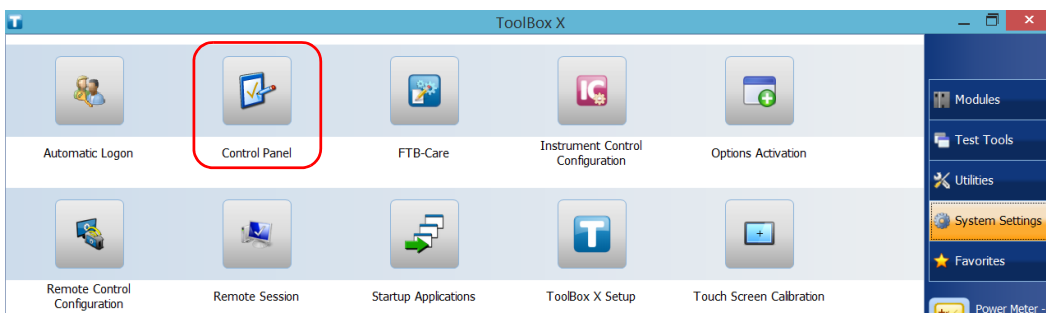 ToolBox X
Automatic Logon
Control Panel
FTB-Care
Instrument Control
Configuration
Options Activation
Remote Control
Configuration
Remote Session
Startup Applications
ToolBox X Setup
Touch Screen Calibration
Modules
Test Tools
Utilities
System Settings
Favorites
Power Meter -